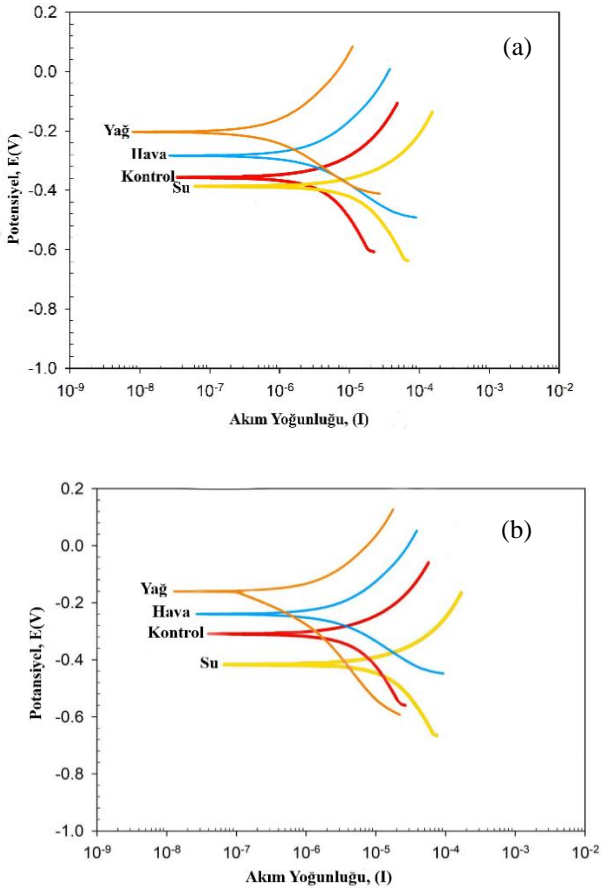 (a)
0.2
0.0
-0.2
-0.4
-0.6
-0.8
-1.0
Potensiyel, E(V)
Yağ
Hava
Kontrol
Su
10-9 10-8 10-7 10-6 10-5 10-4 10-3 10-2
Akım Yoğunluğu, (I)
(b)
0.2
0.0
-0.2
-0.4
-0.6
-0.8
-1.0
Potansiyel, E(V)
Yağ
Hava
Kontrol
Su
10-9 10-8 10-7 10-6 10-5 10-4 10-3 10-2
Akım Yoğunluğu, (I)